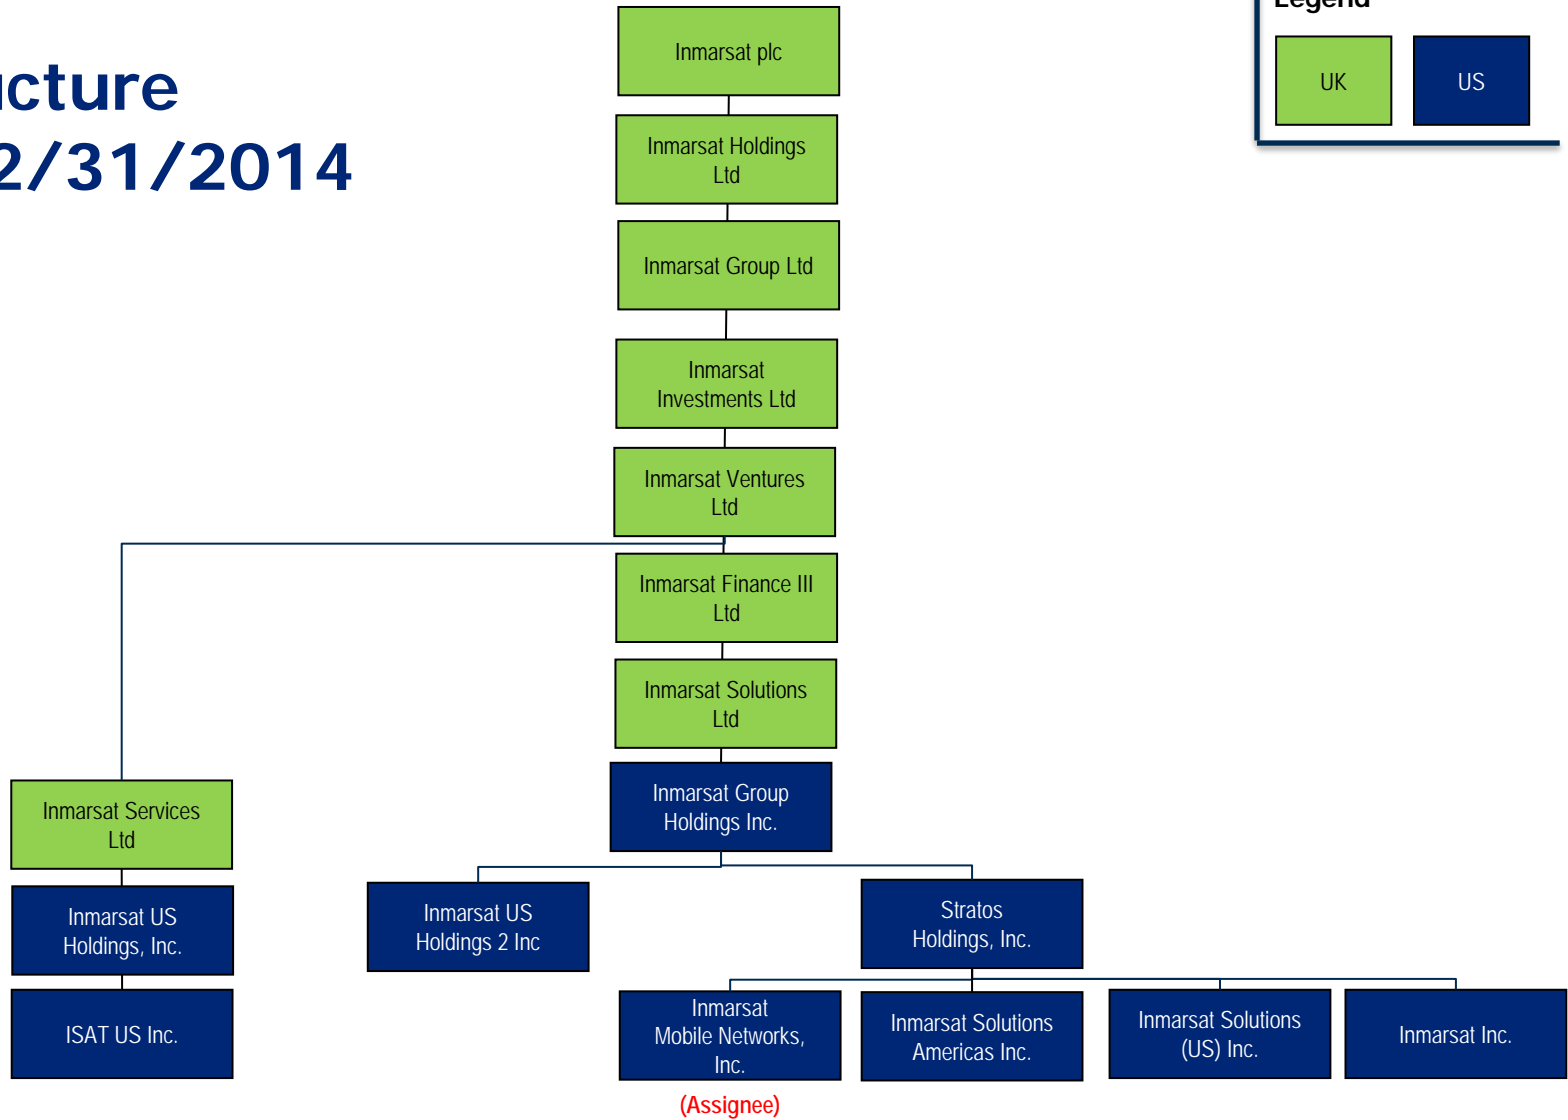 Legend
Inmarsat plc
UK
US
ucture
2/31/2014
Inmarsat Holdings
Ltd
Inmarsat Group Ltd
Inmarsat
Investments Ltd
Inmarsat Ventures
Ltd
Inmarsat Finance III
Ltd
Inmarsat Solutions
Ltd
Inmarsat Services
Ltd
Inmarsat Group
Holdings Inc.
Inmarsat US
Holdings, Inc.
Inmarsat US
Holdings 2 Inc
Stratos
Holdings, Inc.
ISAT US Inc.
Inmarsat
Mobile Networks,
Inc.
Inmarsat Solutions
Americas Inc.
Inmarsat Solutions
(US) Inc.
Inmarsat Inc.
(Assignee)